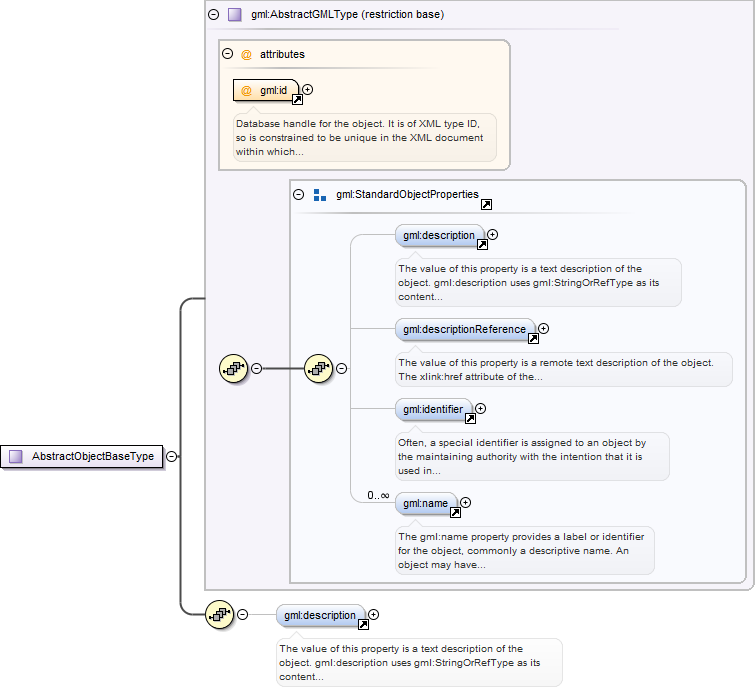 gml:AbstractGMLType (restriction base)
@ attributes
@ gml:id
Database handle for the object. It is of XML type ID,
so is constrained to be unique in the XML document
within which...
gml:StandardObjectProperties
gml:description
The value of this property is a text description of the
object. gml:description uses gml:StringOrRefType as its
content...
gml:descriptionReference
The value of this property is a remote text description of the object.
The xlink:href attribute of the...
gml:identifier
Often, a special identifier is assigned to an object by
the maintaining authority with the intention that it is
used in...
AbstractObjectBaseType
0..∞
gml:name
The gml:name property provides a label or identifier
for the object, commonly a descriptive name. An
object may have...
gml:description
The value of this property is a text description of the
object. gml:description uses gml:StringOrRefType as its
content...